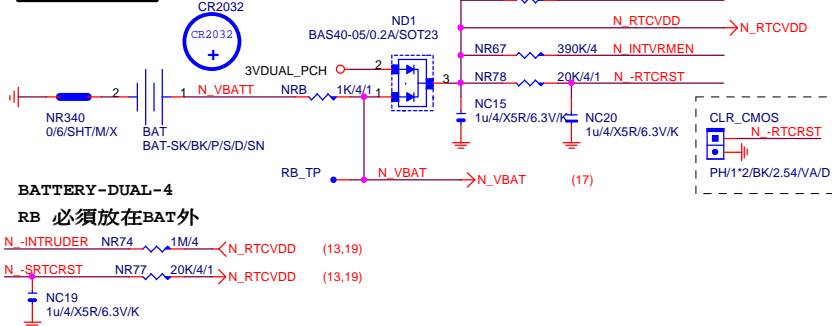 CR2032
CR2032
+
ND1
BAS40-05/0.2A/SOT23
3VDUAL_PCH
2
1
3
N_RTCVDD
N_RTCVDD
NR67
390K/4
N_INTVRMEN
NR78
20K/4/1
N_-RTCRST
2
1
N_VBATT
NRB
1K/4/1
NR340
0/6/SHT/M/X
BAT
BAT-SK/BK/P/S/D/SN
NC15
1u/4/X5R/6.3V/K
NC20
1u/4/X5R/6.3V/K
CLR_CMOS
N_-RTCRST
PH/1*2/BK/2.54/VA/D
RB_TP
N_VBAT
N_VBAT
(17)
BATTERY-DUAL-4
RB 必須放在BAT外
N_-INTRUDER
NR74
1M/4
N_RTCVDD
(13,19)
N_-SRTCRST
NR77
20K/4/1
N_RTCVDD
(13,19)
NC19
1u/4/X5R/6.3V/K